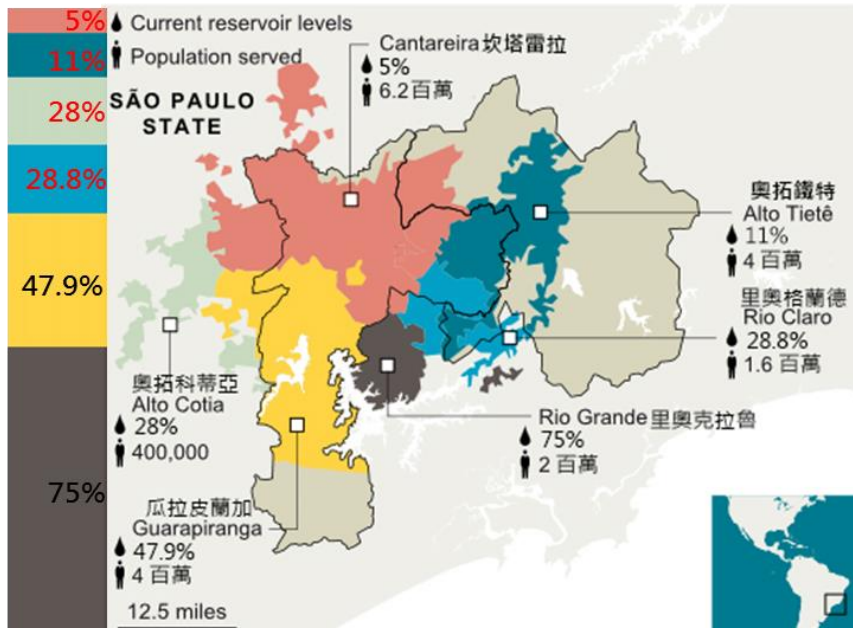 5%
11%
28%
28.8%
47.9%
75%
Current reservoir levels
Population served
SÃO PAULO
STATE
Cantareira 坎塔雷拉
5%
6.2百萬
奧拓鐵特
Alto Tietê
11%
4 百萬
里奧格蘭德
Rio Claro
28.8%
1.6 百萬
Rio Grande 里奧克拉魯
75%
2 百萬
奧拓科蒂亞
Alto Cotia
28%
400,000
瓜拉皮蘭加
Guarapiranga
47.9%
4 百萬
12.5 miles